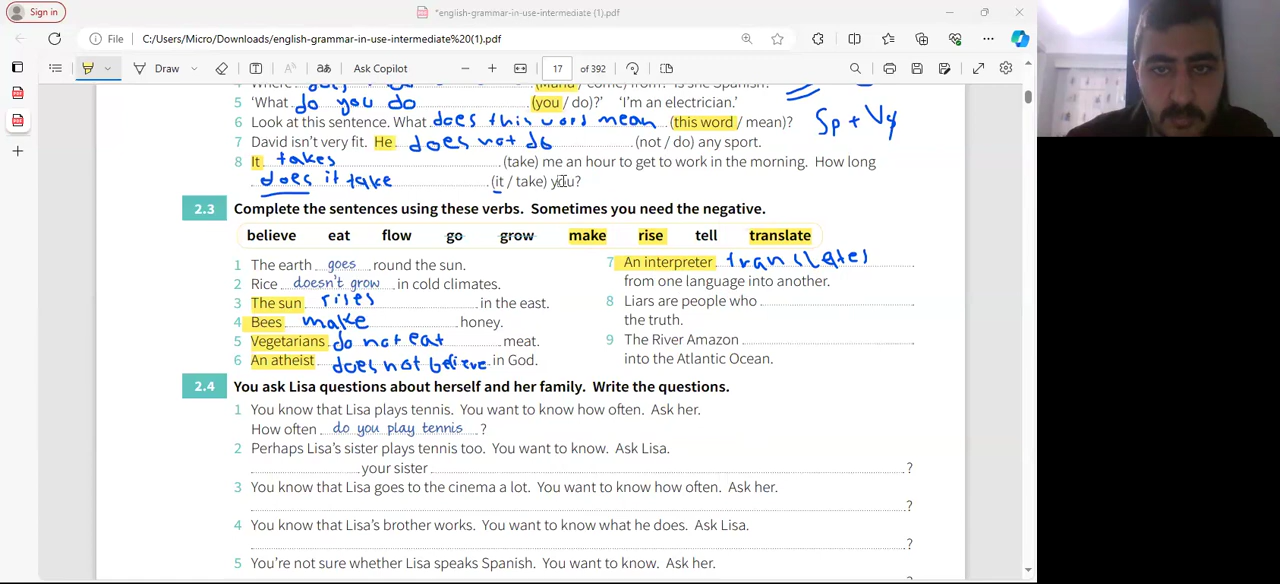 Sign in
*english-grammar-in-use-intermediate (1).pdf
File C:/Users/Micro/Downloads/english-grammar-in-use-intermediate%20(1).pdf
Draw Ask Copilot 17 of 392
5 'What do you do (you / do)?' 'I'm an electrician.'
6 Look at this sentence. What does this word mean (this word / mean)?
Sp + V
7 David isn't very fit. He does not do (not / do) any sport.
8 It takes (take) me an hour to get to work in the morning. How long
does it take (it / take) you?
2.3 Complete the sentences using these verbs. Sometimes you need the negative.
believe eat flow go grow make rise tell translate
1 The earth goes round the sun.
2 Rice doesn't grow in cold climates.
3 The sun rises in the east.
4 Bees make honey.
5 Vegetarians do not eat meat.
6 An atheist does not believe in God.
7 An interpreter translates
from one language into another.
8 Liars are people who
the truth.
9 The River Amazon
into the Atlantic Ocean.
2.4 You ask Lisa questions about herself and her family. Write the questions.
1 You know that Lisa plays tennis. You want to know how often. Ask her.
How often do you play tennis ?
2 Perhaps Lisa's sister plays tennis too. You want to know. Ask Lisa.
your sister ?
3 You know that Lisa goes to the cinema a lot. You want to know how often. Ask her.
?
4 You know that Lisa's brother works. You want to know what he does. Ask Lisa.
?
5 You're not sure whether Lisa speaks Spanish. You want to know. Ask her.